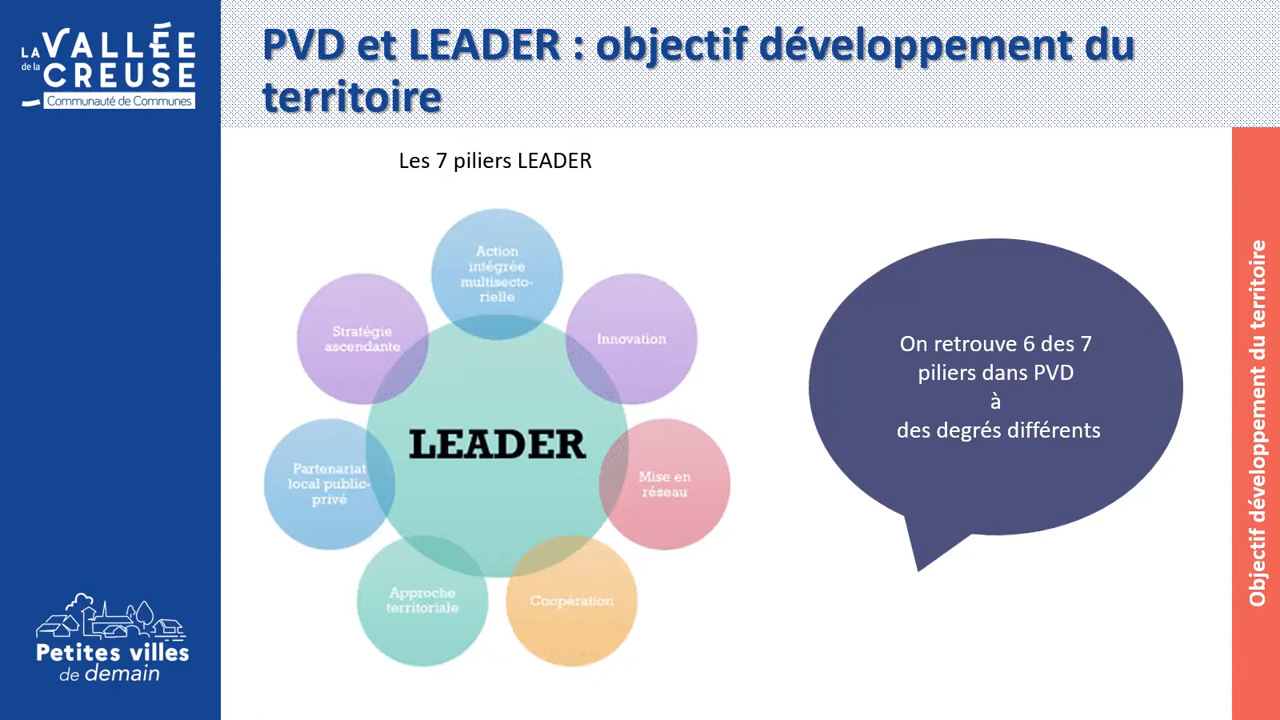 LA VALLÉE
de la CREUSE
Communauté de Communes
PVD et LEADER : objectif développement du
territoire
Les 7 piliers LEADER
Action
intégrée
multisecto-
rielle
Stratégie
ascendante
Innovation
LEADER
Partenariat
local public-
privé
Mise en
réseau
Approche
territoriale
Coopération
On retrouve 6 des 7
piliers dans PVD
à
des degrés différents
Objectif développement du territoire
Petites villes
de demain